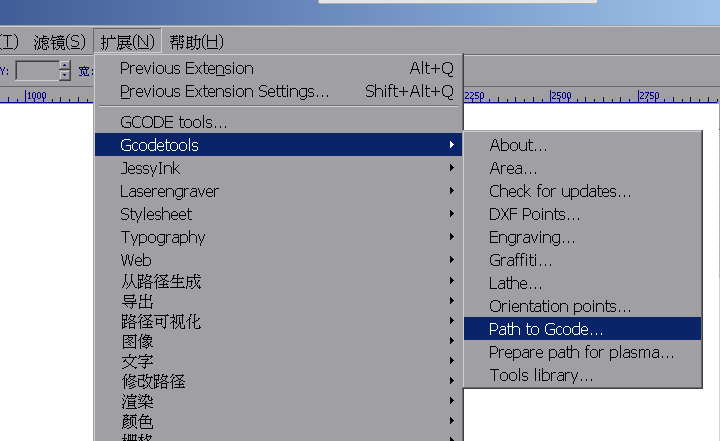 (T) 滤镜(S) 扩展(N) 帮助(H)
Y: 宽:
1000 2250 2500 2750
Previous Extension Alt+Q
Previous Extension Settings... Shift+Alt+Q
GCODE tools...
Gcodetools
JessyInk
Laserengraver
Stylesheet
Typography
Web
从路径生成
导出
路径可视化
图像
文字
修改路径
渲染
颜色
栅格
About...
Area...
Check for updates...
DXF Points...
Engraving...
Graffiti...
Lathe...
Orientation points...
Path to Gcode...
Prepare path for plasma...
Tools library...